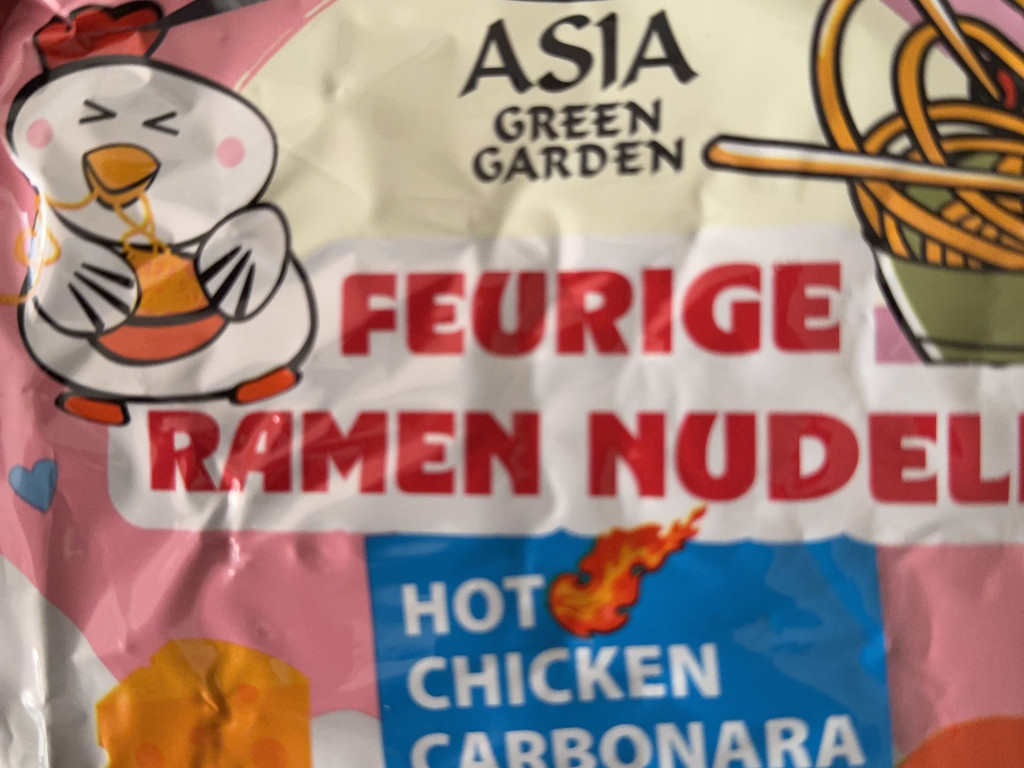 ASIA
GREEN
GARDEN
FEURIGE
RAMEN NUDEL
HOT
CHICKEN
CARBONARA